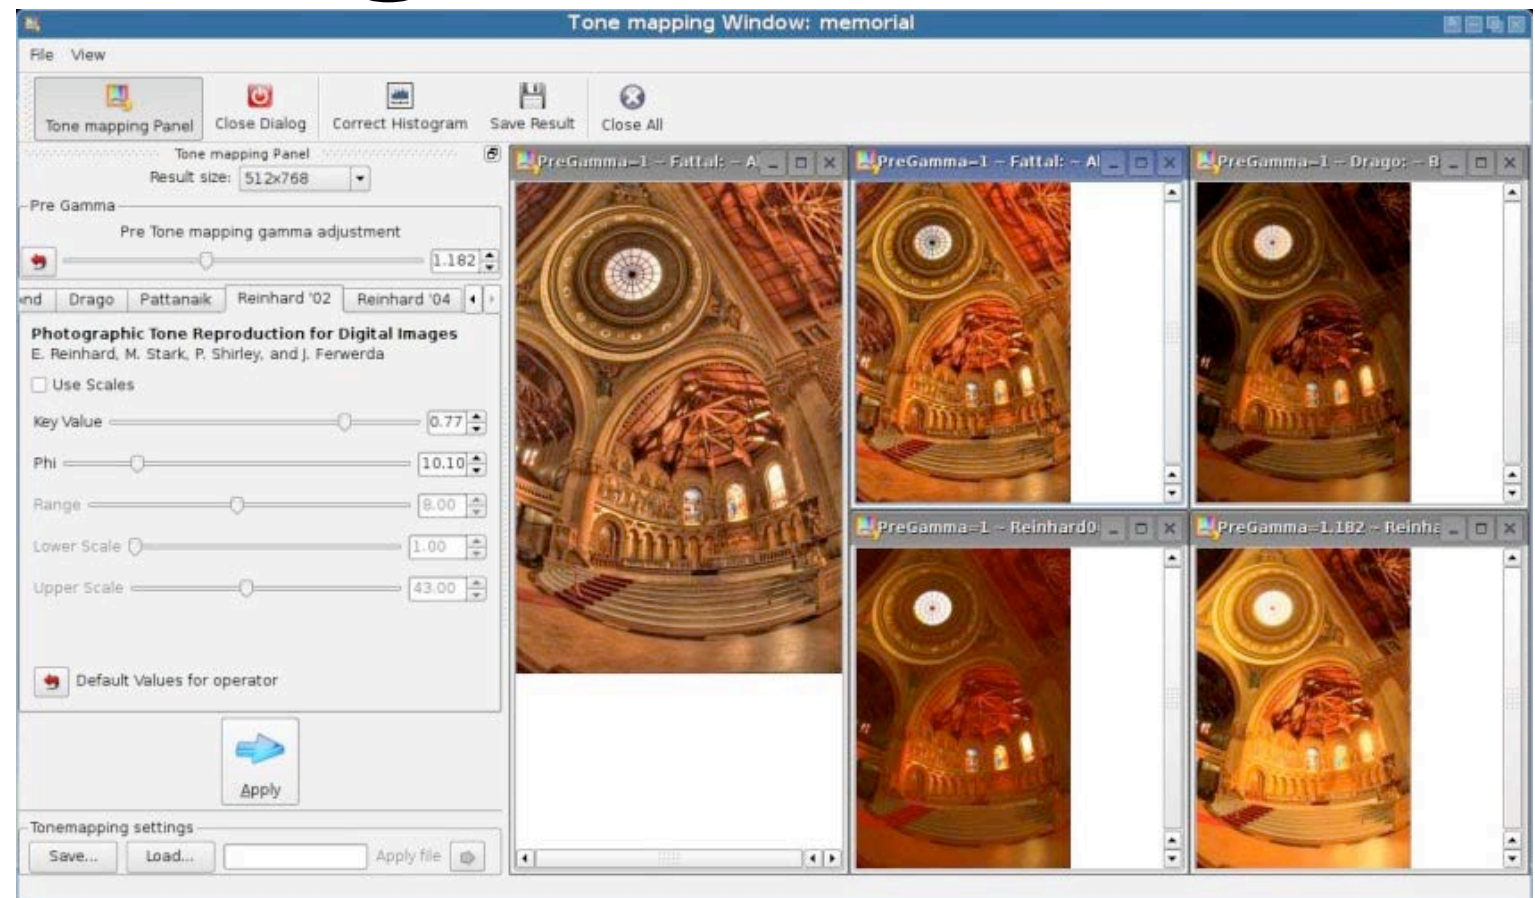 Tone mapping Window: memorial
File View
Tone mapping Panel Close Dialog Correct Histogram Save Result Close All
Tone mapping Panel
Result size: 512x768
Pre Gamma
Pre Tone mapping gamma adjustment
1.182
nd Drago Pattanaik Reinhard '02 Reinhard '04
Photographic Tone Reproduction for Digital Images
E. Reinhard, M. Stark, P. Shirley, and J. Ferwerda
Use Scales
Key Value 0.77
Phi 10.10
Range 8.00
Lower Scale 1.00
Upper Scale 43.00
Default Values for operator
Apply
Tonemapping settings
Save... Load... Apply file
PreGamma=1 ~ Fattal: ~ A
PreGamma=1 ~ Fattal: ~ Al
PreGamma=1 ~ Drago: ~ B
PreGamma=1 ~ Reinhard0
PreGamma=1.182 ~ Reinha